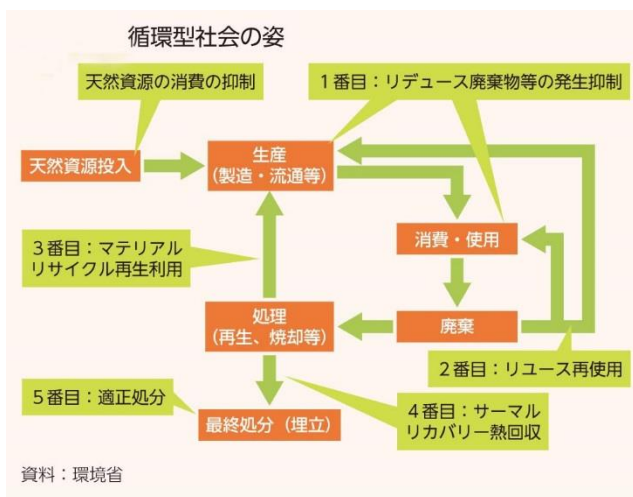 循環型社会の姿
天然資源の消費の抑制
1番目：リデュース廃棄物等の発生抑制
天然資源投入
生産
(製造・流通等)
消費・使用
3番目：マテリアル
リサイクル再生利用
処理
(再生、焼却等)
廃棄
2番目：リユース再使用
5番目：適正処分
最終処分（埋立）
4番目：サーマル
リカバリー熱回収
資料：環境省